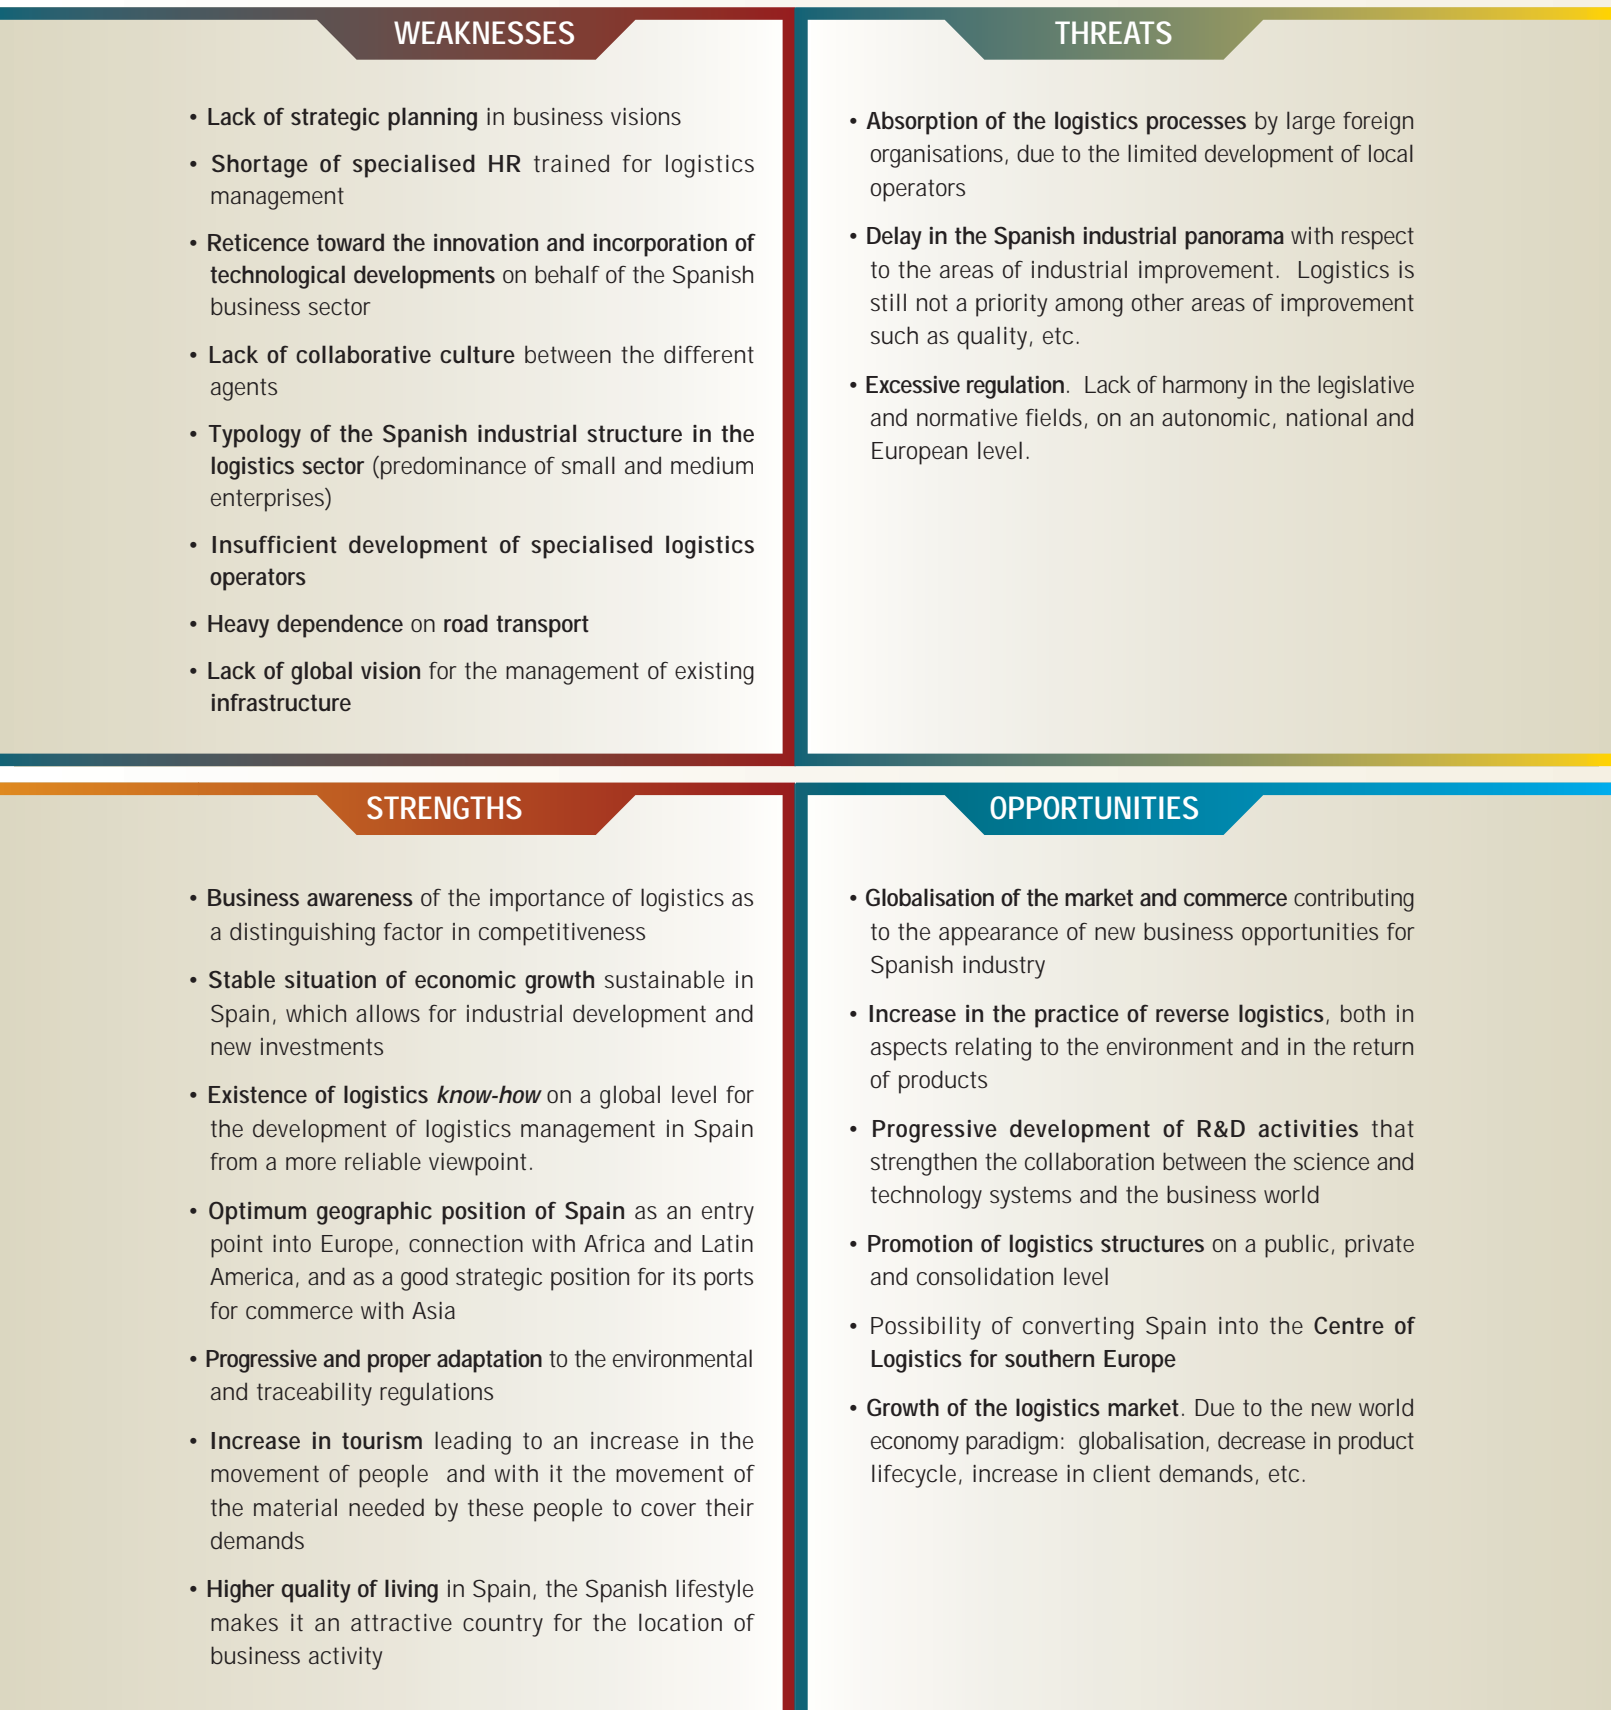 WEAKNESSES
• Lack of strategic planning in business visions
• Shortage of specialised HR trained for logistics
management
• Reticence toward the innovation and incorporation of
technological developments on behalf of the Spanish
business sector
• Lack of collaborative culture between the different
agents
• Typology of the Spanish industrial structure in the
logistics sector (predominance of small and medium
enterprises)
• Insufficient development of specialised logistics
operators
• Heavy dependence on road transport
• Lack of global vision for the management of existing
infrastructure
THREATS
• Absorption of the logistics processes by large foreign
organisations, due to the limited development of local
operators
• Delay in the Spanish industrial panorama with respect
to the areas of industrial improvement. Logistics is
still not a priority among other areas of improvement
such as quality, etc.
• Excessive regulation. Lack of harmony in the legislative
and normative fields, on an autonomic, national and
European level.
STRENGTHS
• Business awareness of the importance of logistics as
a distinguishing factor in competitiveness
• Stable situation of economic growth sustainable in
Spain, which allows for industrial development and
new investments
• Existence of logistics know-how on a global level for
the development of logistics management in Spain
from a more reliable viewpoint.
• Optimum geographic position of Spain as an entry
point into Europe, connection with Africa and Latin
America, and as a good strategic position for its ports
for commerce with Asia
• Progressive and proper adaptation to the environmental
and traceability regulations
• Increase in tourism leading to an increase in the
movement of people and with it the movement of
the material needed by these people to cover their
demands
• Higher quality of living in Spain, the Spanish lifestyle
makes it an attractive country for the location of
business activity
OPPORTUNITIES
• Globalisation of the market and commerce contributing
to the appearance of new business opportunities for
Spanish industry
• Increase in the practice of reverse logistics, both in
aspects relating to the environment and in the return
of products
• Progressive development of R&D activities that
strengthen the collaboration between the science and
technology systems and the business world
• Promotion of logistics structures on a public, private
and consolidation level
• Possibility of converting Spain into the Centre of
Logistics for southern Europe
• Growth of the logistics market. Due to the new world
economy paradigm: globalisation, decrease in product
lifecycle, increase in client demands, etc.